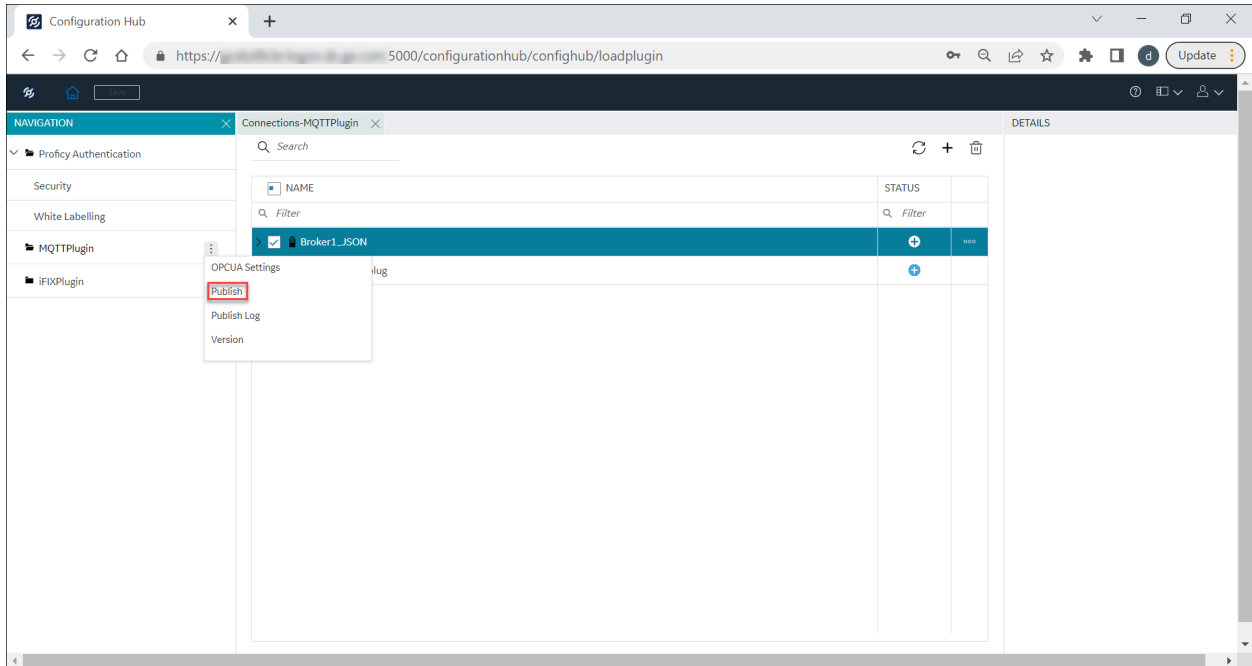 Configuration Hub
https://
5000/configurationhub/confighub/loadplugin
d
Update
Save
NAVIGATION
Connections-MQTTPlugin
DETAILS
Proficy Authentication
Search
Security
NAME
STATUS
White Labelling
Filter
Filter
MQTTPlugin
Broker1_JSON
OPCUA Settings
lug
iFIXPlugin
Publish
Publish Log
Version